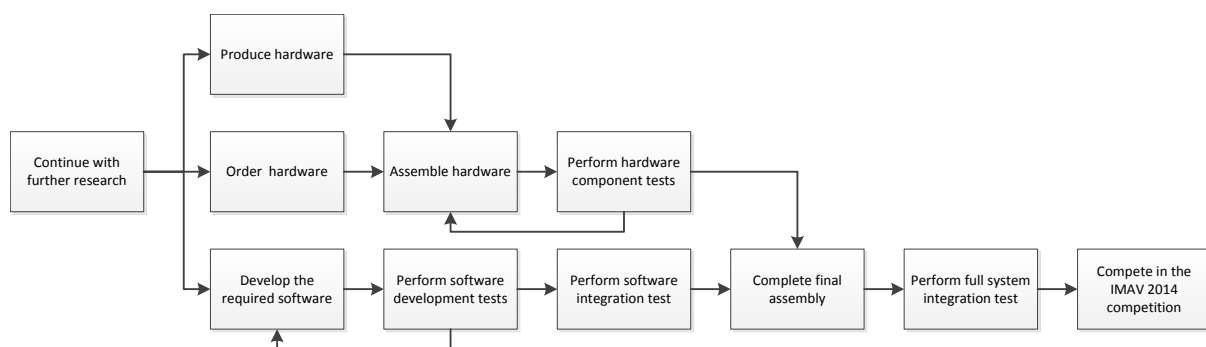 Produce hardware
Continue with
further research
Order hardware
Assemble hardware
Perform hardware
component tests
Develop the
required software
Perform software
development tests
Perform software
integration test
Complete final
assembly
Perform full system
integration test
Compete in the
IMAV 2014
competition